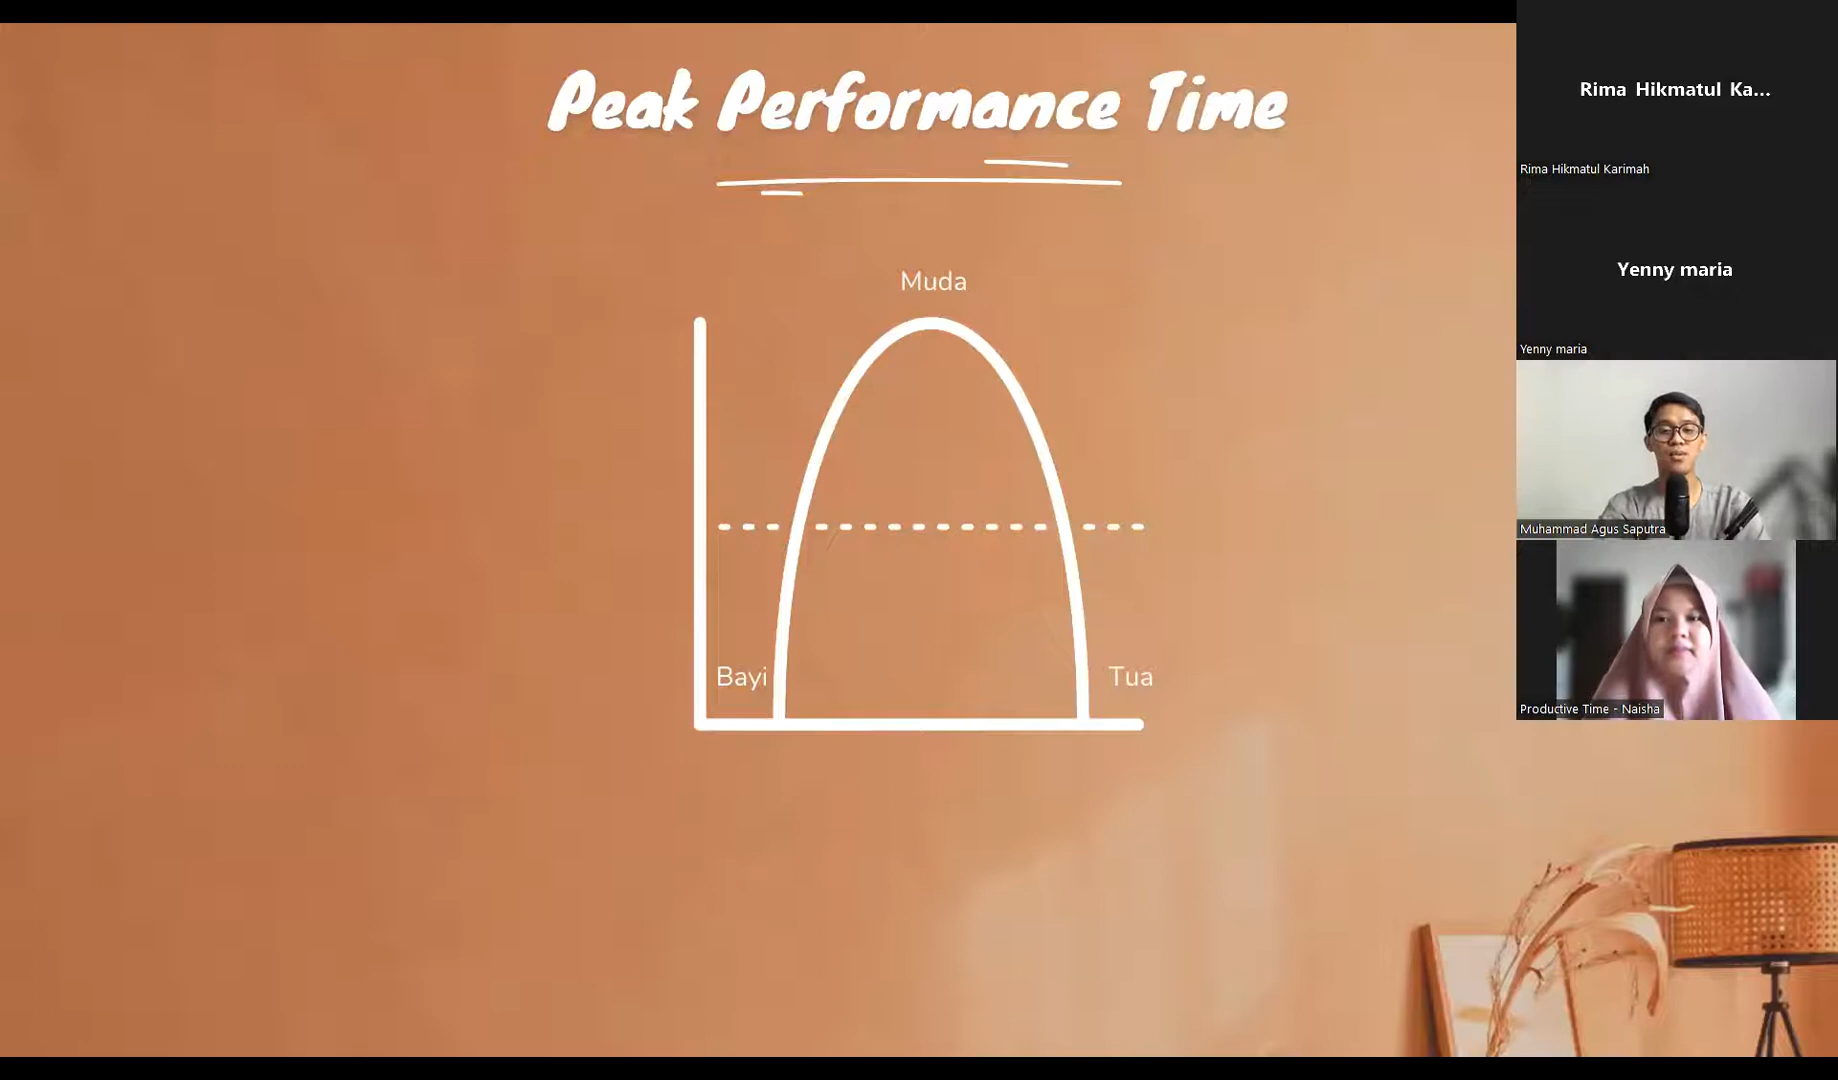 Peak Performance Time
Muda
Bayi
Tua
Rima Hikmatul Ka...
Rima Hikmatul Karimah
Yenny maria
Yenny maria
Muhammad Agus Saputra
Productive Time - Naisha